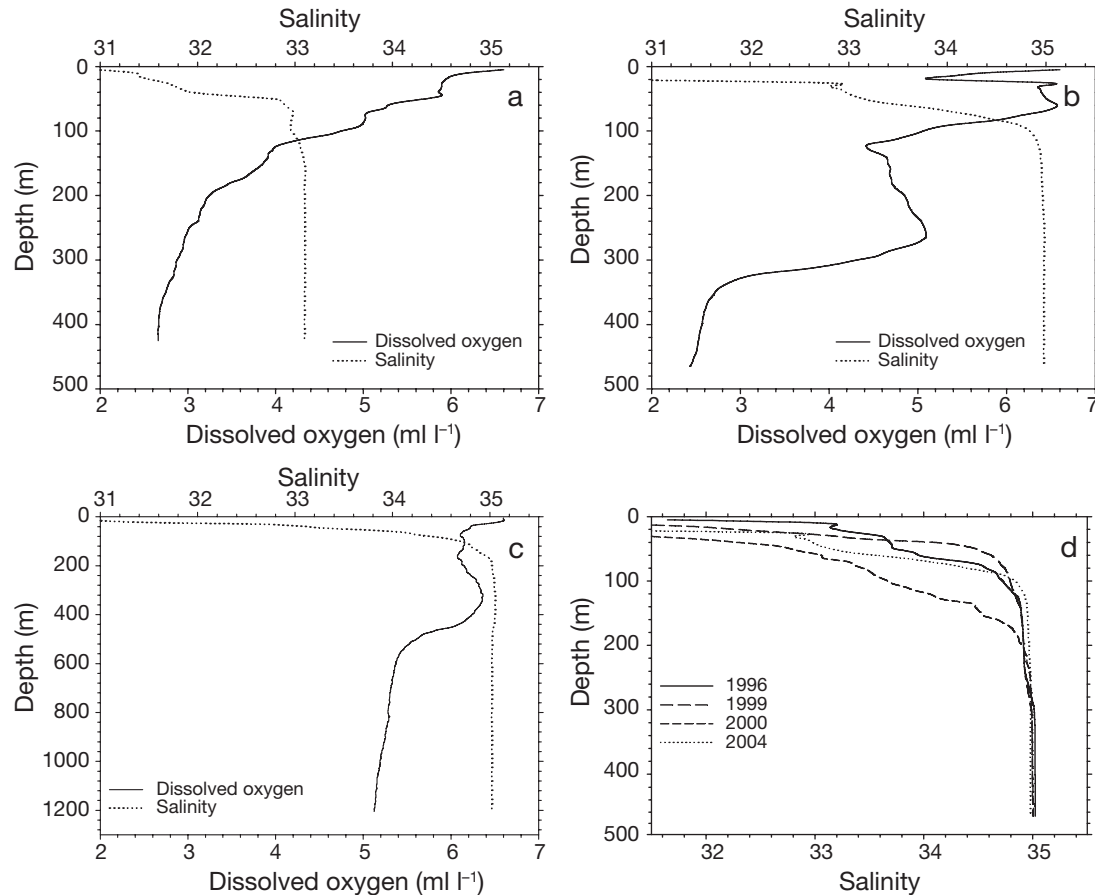 Salinity
31 32 33 34 35
0
100
200
300
400
500
Depth (m)
a
Dissolved oxygen
Salinity
2 3 4 5 6 7
Dissolved oxygen (ml l⁻¹)
Salinity
31 32 33 34 35
0
100
200
300
400
500
Depth (m)
b
Dissolved oxygen
Salinity
2 3 4 5 6 7
Dissolved oxygen (ml l⁻¹)
Salinity
31 32 33 34 35
0
200
400
600
800
1000
1200
Depth (m)
c
Dissolved oxygen
Salinity
2 3 4 5 6 7
Dissolved oxygen (ml l⁻¹)
0
100
200
300
400
500
Depth (m)
d
1996
1999
2000
2004
32 33 34 35
Salinity